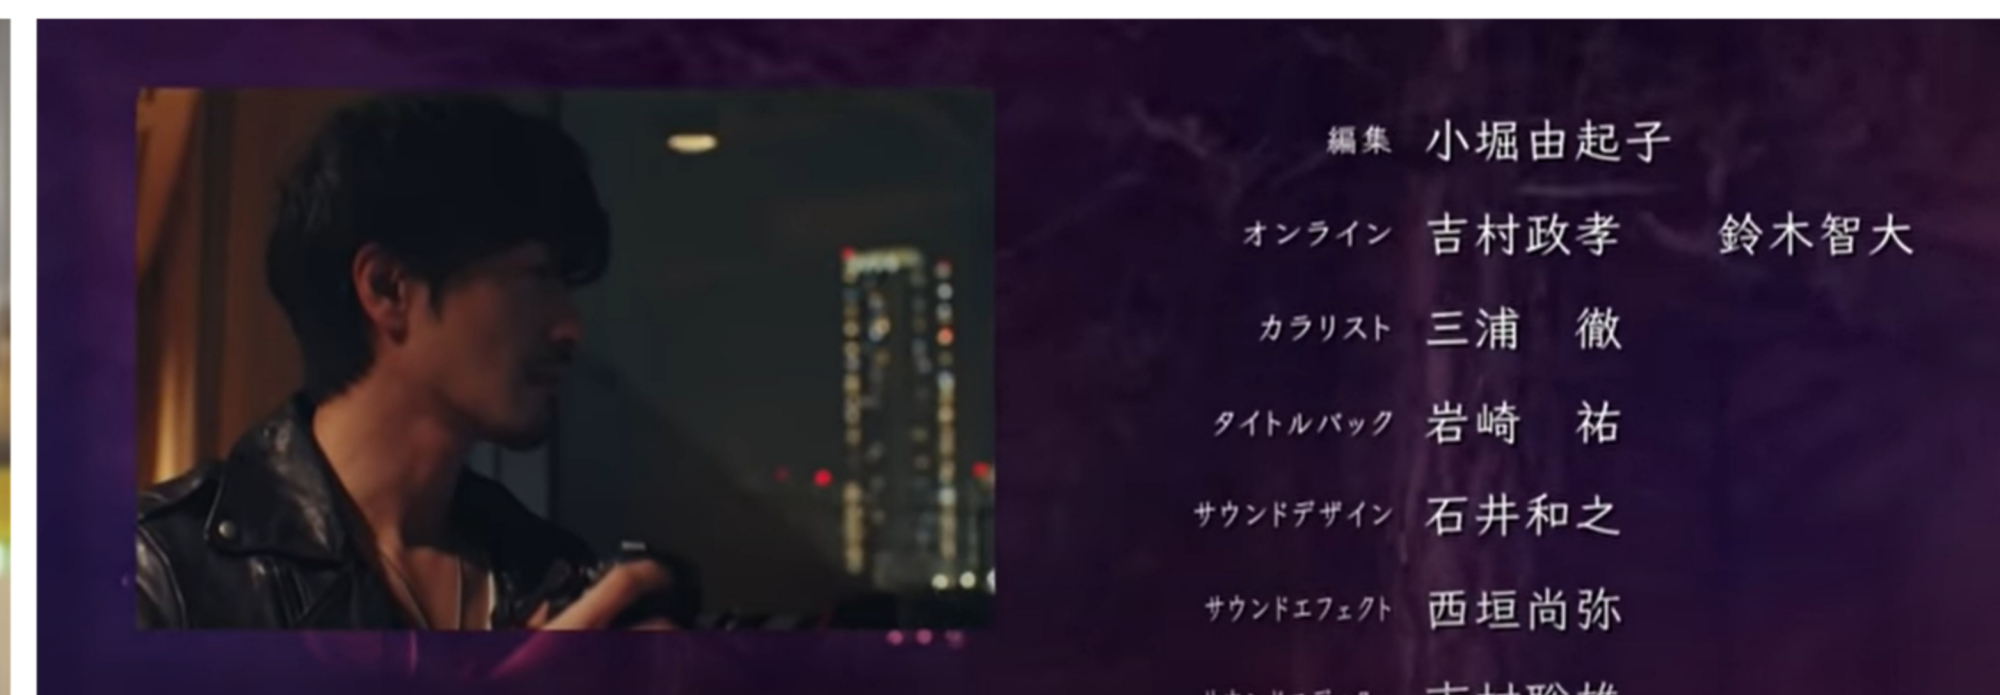 編集 小堀由起子
オンライン 吉村政孝 鈴木智大
カラリスト 三浦 徹
タイトルバック 岩崎 祐
サウンドデザイン 石井和之
サウンドエフェクト 西垣尚弥